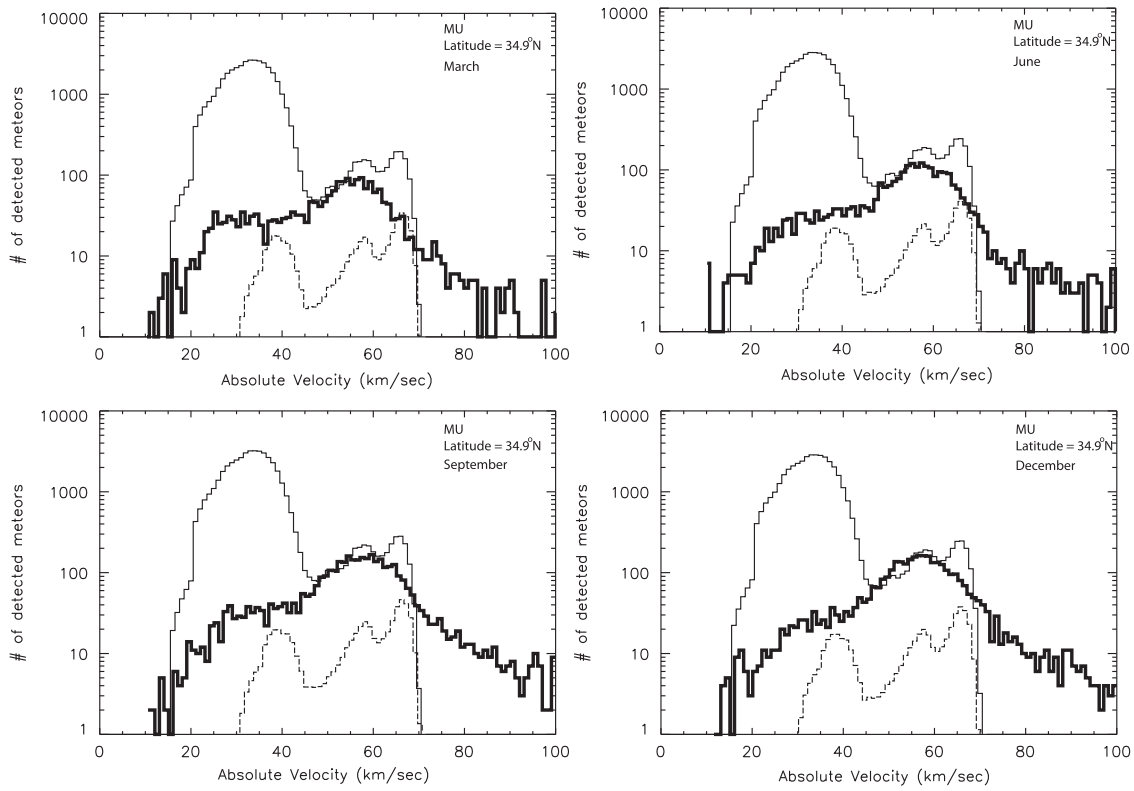 10000
1000
100
10
1
# of detected meteors
MU
Latitude = 34.9°N
March
0 20 40 60 80 100
Absolute Velocity (km/sec)
10000
1000
100
10
1
# of detected meteors
MU
Latitude = 34.9°N
June
0 20 40 60 80 100
Absolute Velocity (km/sec)
10000
1000
100
10
1
# of detected meteors
MU
Latitude = 34.9°N
September
0 20 40 60 80 100
Absolute Velocity (km/sec)
10000
1000
100
10
1
# of detected meteors
MU
Latitude = 34.9°N
December
0 20 40 60 80 100
Absolute Velocity (km/sec)